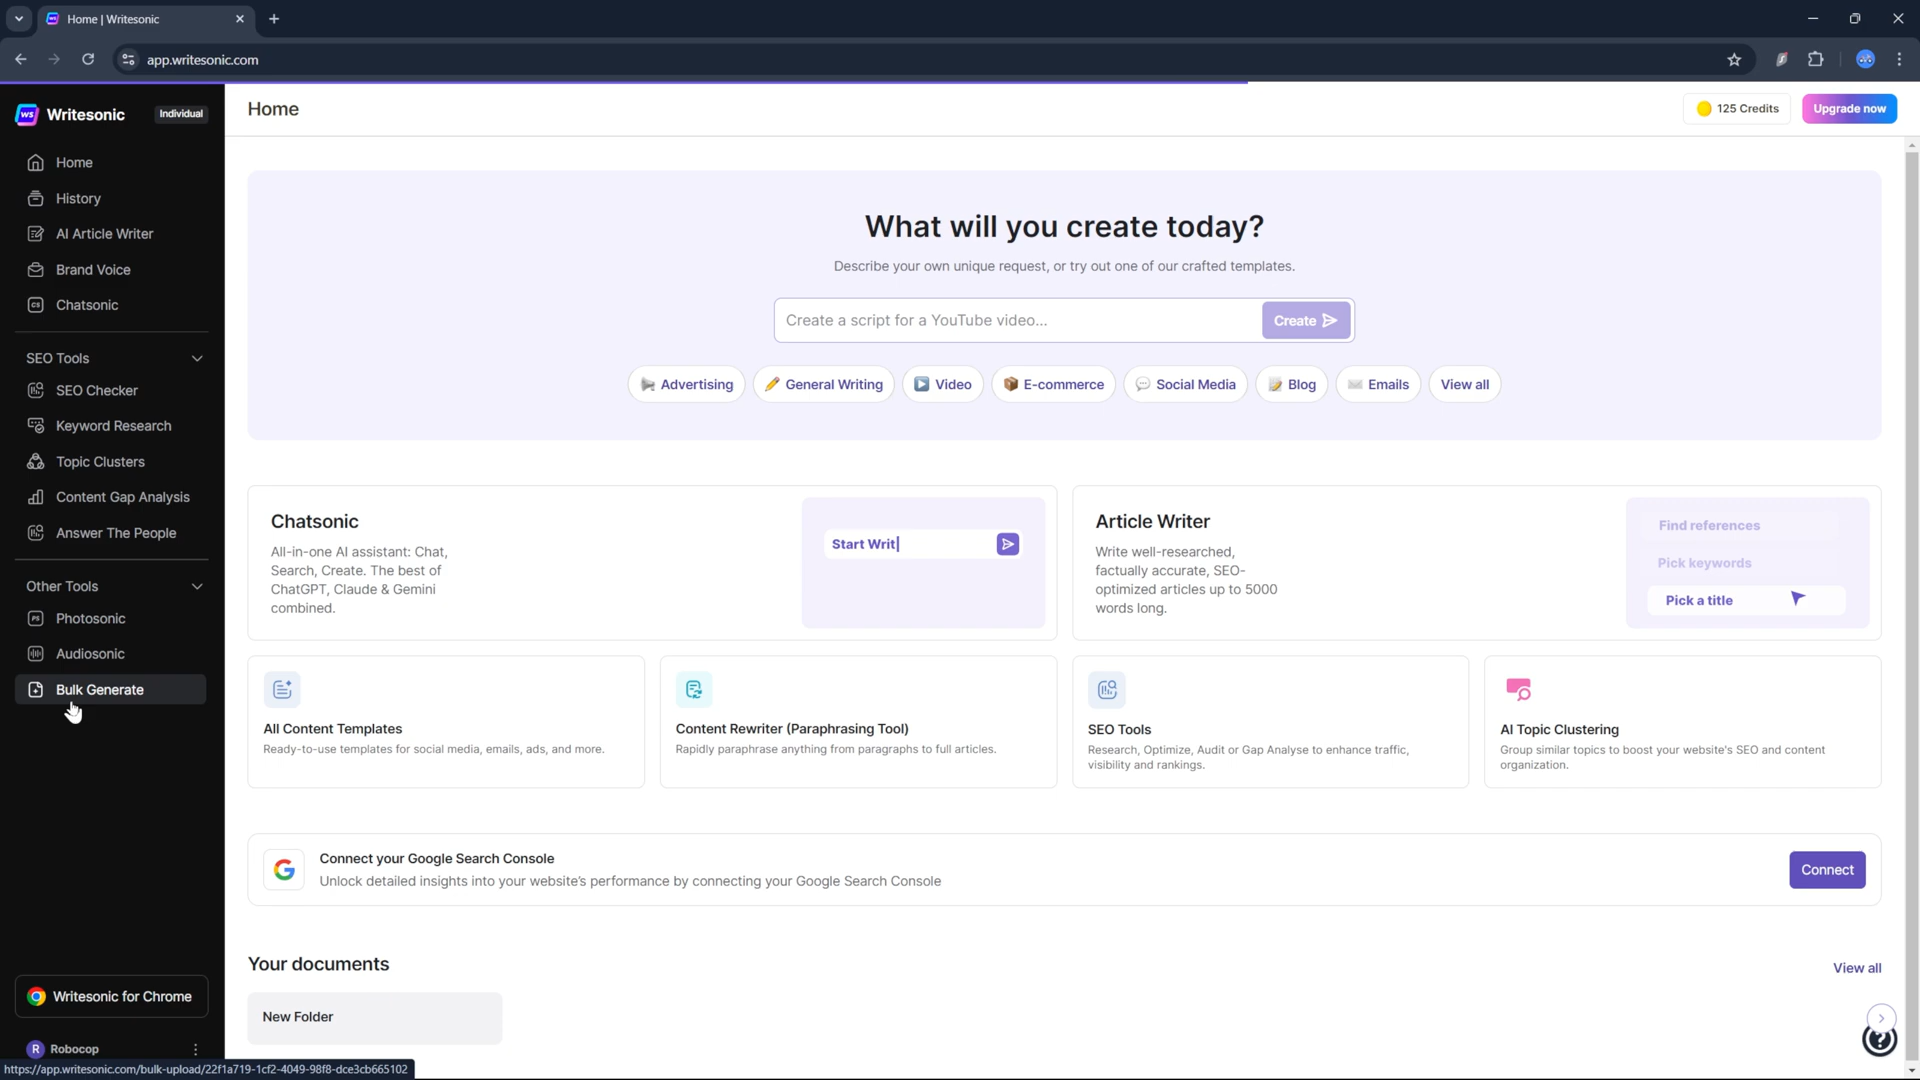 Home | Writesonic
app.writesonic.com
ws Writesonic Individual
Home
History
AI Article Writer
Brand Voice
CS Chatsonic
SEO Tools
SEO Checker
Keyword Research
Topic Clusters
Content Gap Analysis
Answer The People
Other Tools
PS Photosonic
Audiosonic
Bulk Generate
Writesonic for Chrome
R Robocop
https://app.writesonic.com/bulk-upload/22f1a719-1cf2-4049-98f8-dce3cb665102
Home
125 Credits
Upgrade now
What will you create today?
Describe your own unique request, or try out one of our crafted templates.
Create a script for a YouTube video...
Create
Advertising
General Writing
Video
E-commerce
Social Media
Blog
Emails
View all
Chatsonic
All-in-one AI assistant: Chat,
Search, Create. The best of
ChatGPT, Claude & Gemini
combined.
Start Writ
Article Writer
Write well-researched,
factually accurate, SEO-
optimized articles up to 5000
words long.
Find references
Pick keywords
Pick a title
All Content Templates
Ready-to-use templates for social media, emails, ads, and more.
Content Rewriter (Paraphrasing Tool)
Rapidly paraphrase anything from paragraphs to full articles.
SEO Tools
Research, Optimize, Audit or Gap Analyse to enhance traffic,
visibility and rankings.
AI Topic Clustering
Group similar topics to boost your website's SEO and content
organization.
Connect your Google Search Console
Unlock detailed insights into your website's performance by connecting your Google Search Console
Connect
Your documents
View all
New Folder